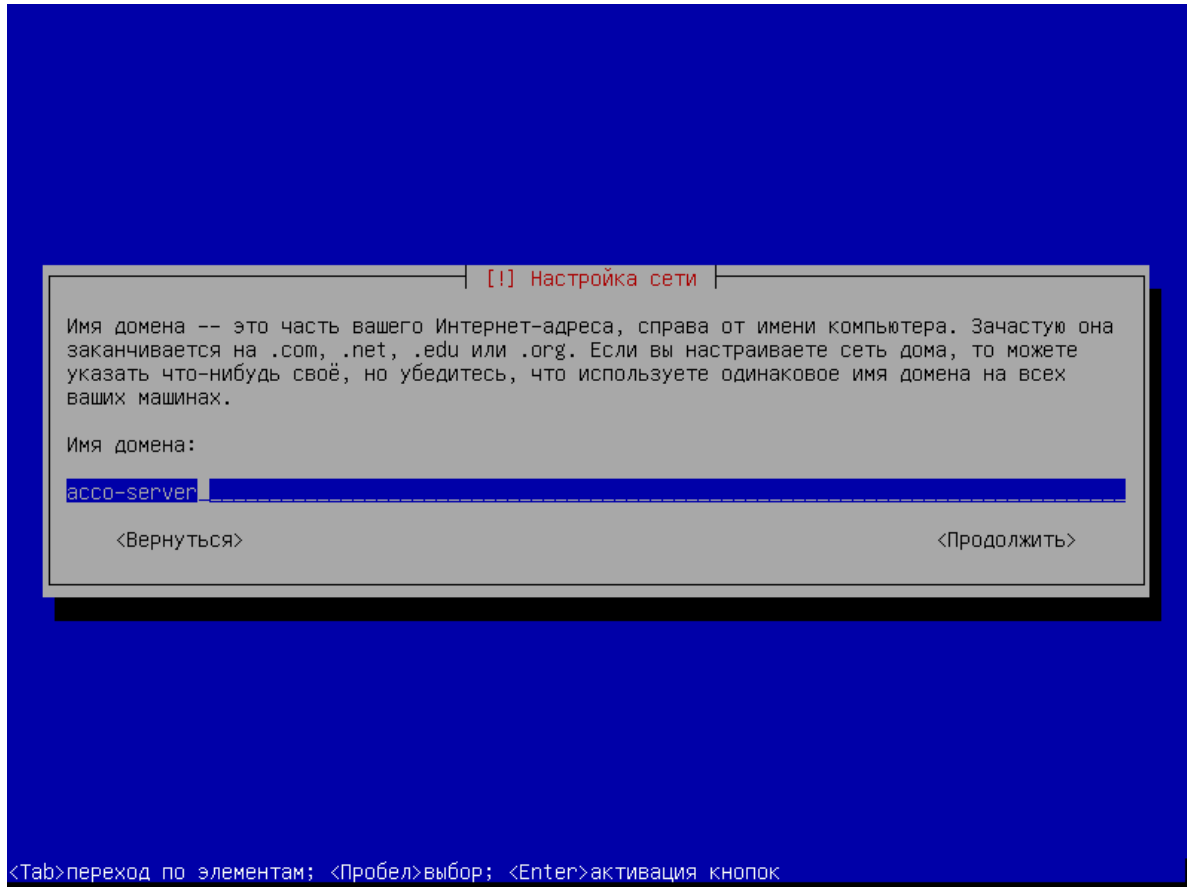 [!] Настройка сети
Имя домена -- это часть вашего Интернет-адреса, справа от имени компьютера. Зачастую она
заканчивается на .com, .net, .edu или .org. Если вы настраиваете сеть дома, то можете
указать что-нибудь своё, но убедитесь, что используете одинаковое имя домена на всех
ваших машинах.
Имя домена:
acco-server
<Вернуться> <Продолжить>
<Tab>переход по элементам; <Пробел>выбор; <Enter>активация кнопок